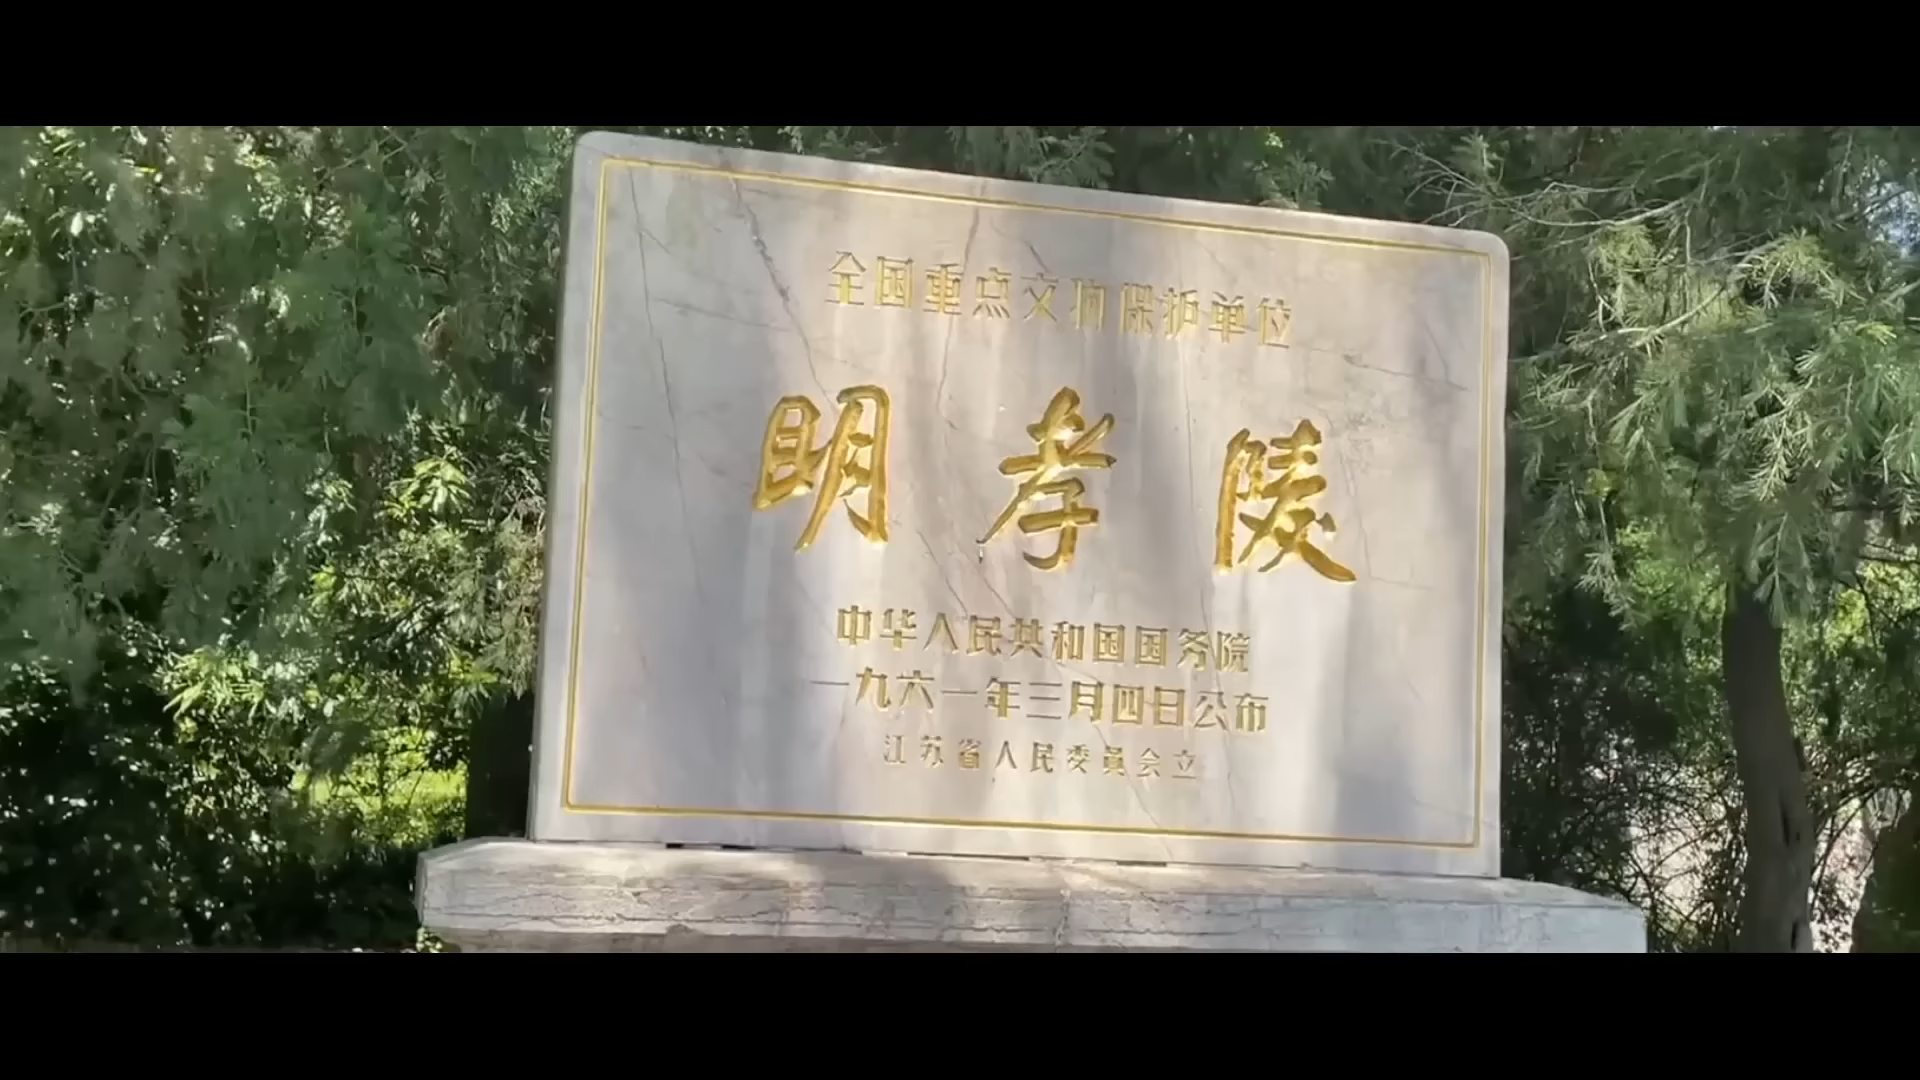 全国重点文物保护单位
明孝陵
中华人民共和国国务院
一九六一年三月四日公布
江苏省人民委员会立